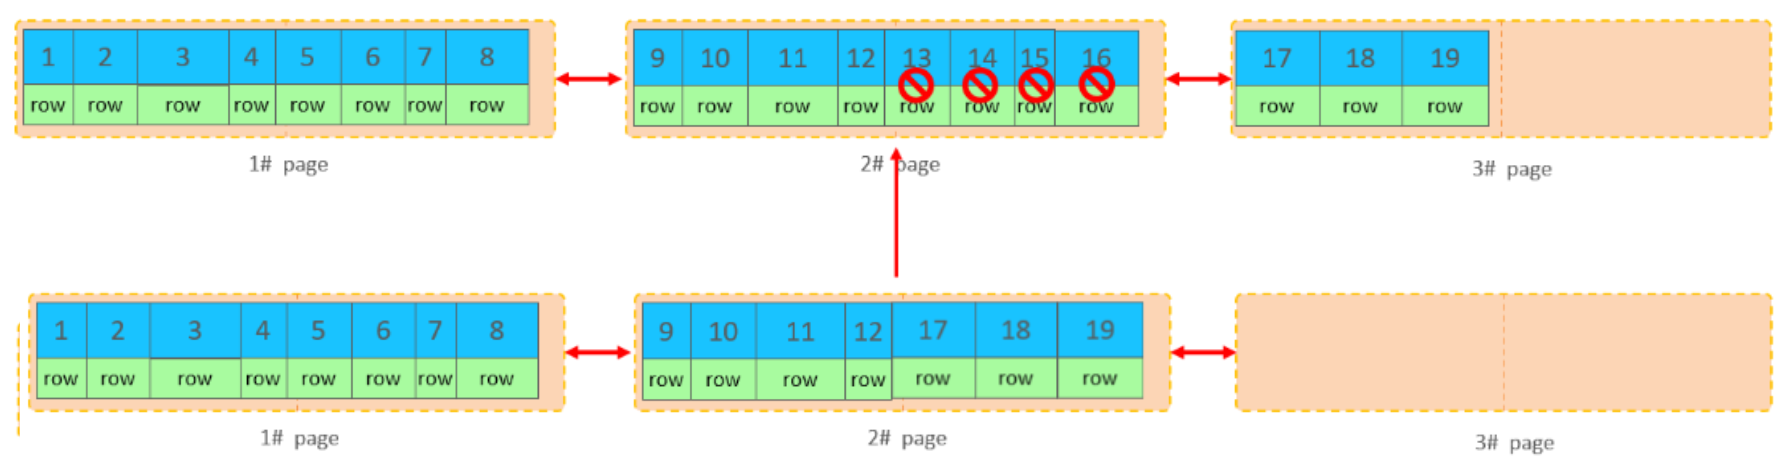 1 2 3 4 5 6 7 8 9 10 11 12 13 14 15 16 17 18 19
row row row row row row row row row row row row row row row row row row row
1# page 2# page 3# page
1 2 3 4 5 6 7 8 9 10 11 12 17 18 19
row row row row row row row row row row row row row row row
1# page 2# page 3# page